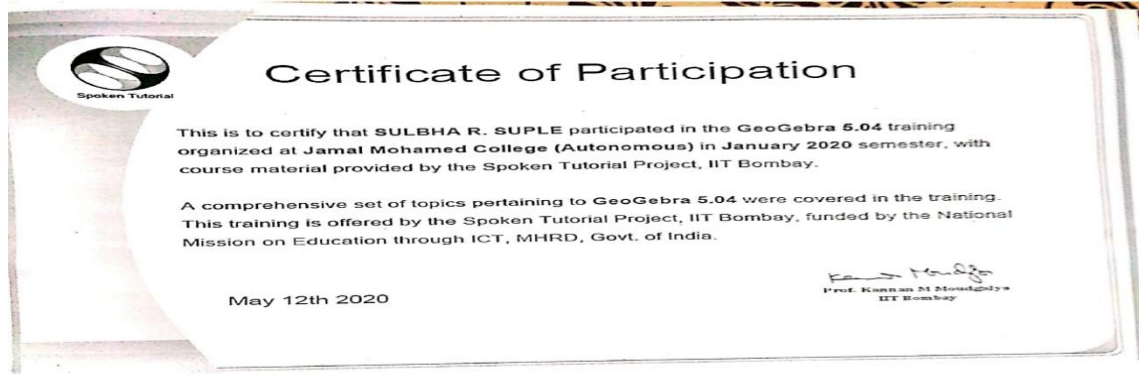 Spoken Tutorial
Certificate of Participation
This is to certify that SULBHA R. SUPLE participated in the GeoGebra 5.04 training
organized at Jamal Mohamed College (Autonomous) in January 2020 semester, with
course material provided by the Spoken Tutorial Project, IIT Bombay.
A comprehensive set of topics pertaining to GeoGebra 5.04 were covered in the training.
This training is offered by the Spoken Tutorial Project, IIT Bombay, funded by the National
Mission on Education through ICT, MHRD, Govt. of India.
May 12th 2020
Prof. Kannan M Moudgalya
IIT Bombay